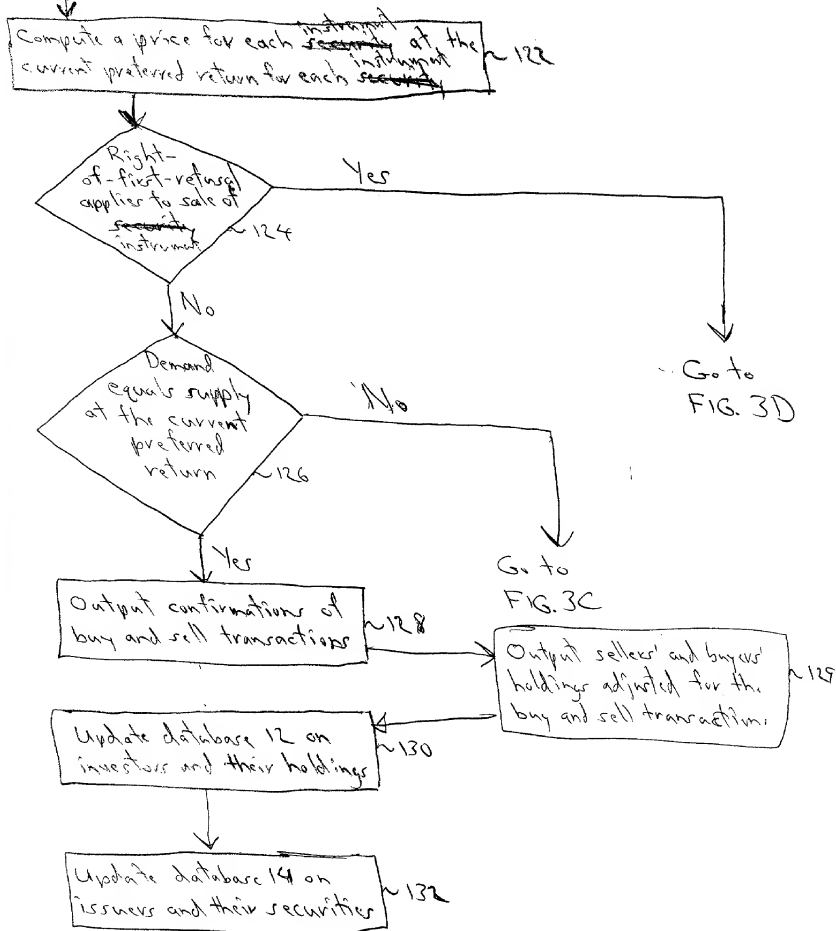 instrument
Compute a price for each security at the
instrument
current preferred return for each security
122
Right-
of-first-refusal
applies to sale of
security
instrument
124
Yes
No
Go to
FIG. 3D
Demand
equals supply
at the current
preferred
return
126
No
Yes
Go to
FIG. 3C
Output confirmations of
buy and sell transactions
128
Output sellers' and buyers'
holdings adjusted for the
buy and sell transactions
129
Update database 12 on
investors and their holdings
130
Update database 14 on
issuers and their securities
132